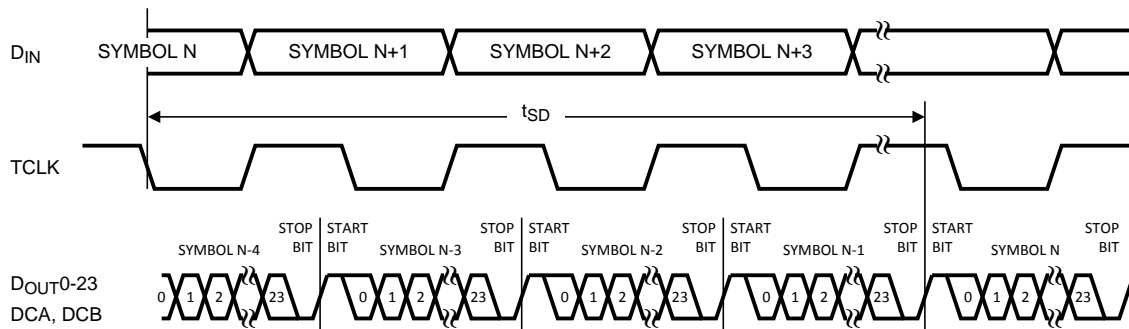 D_IN
SYMBOL N SYMBOL N+1 SYMBOL N+2 SYMBOL N+3
t_SD
TCLK
STOP BIT START BIT STOP BIT START BIT STOP BIT START BIT STOP BIT START BIT STOP BIT
SYMBOL N-4 SYMBOL N-3 SYMBOL N-2 SYMBOL N-1 SYMBOL N
D_OUT0-23
0 1 2 23 0 1 2 23 0 1 2 23 0 1 2 23 0 1 2 23
DCA, DCB